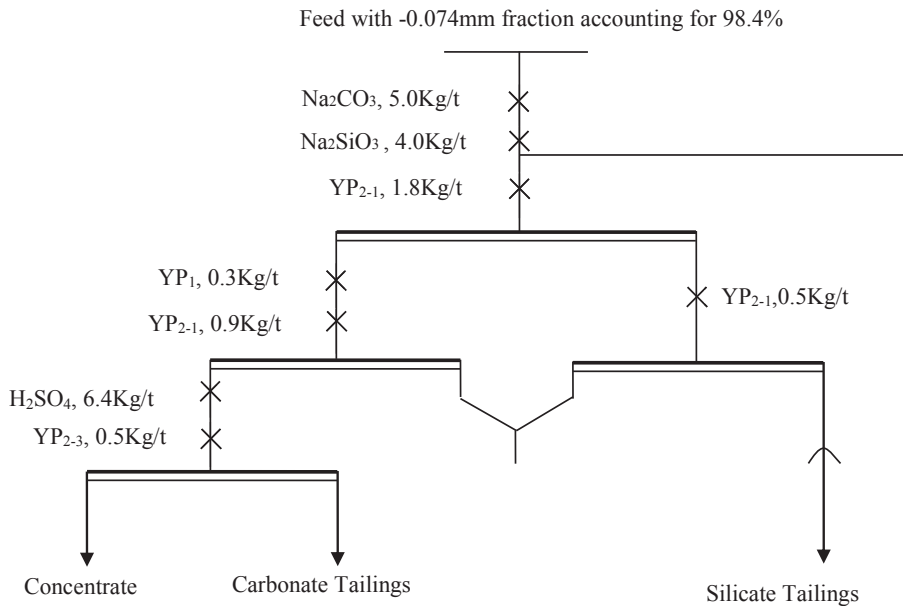 Feed with -0.074mm fraction accounting for 98.4%
Na₂CO₃, 5.0Kg/t
Na₂SiO₃ , 4.0Kg/t
YP₂₋₁, 1.8Kg/t
YP₁, 0.3Kg/t
YP₂₋₁,0.5Kg/t
YP₂₋₁, 0.9Kg/t
H₂SO₄, 6.4Kg/t
YP₂₋₃, 0.5Kg/t
Concentrate
Carbonate Tailings
Silicate Tailings